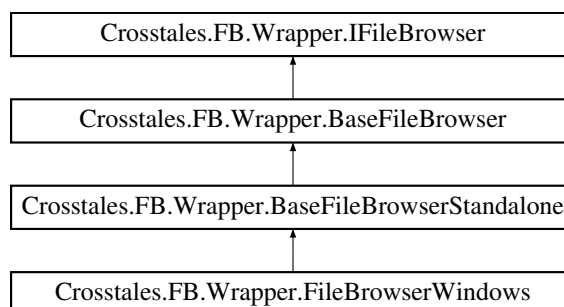 Crosstales.FB.Wrapper.IFileBrowser
Crosstales.FB.Wrapper.BaseFileBrowser
Crosstales.FB.Wrapper.BaseFileBrowserStandalone
Crosstales.FB.Wrapper.FileBrowserWindows